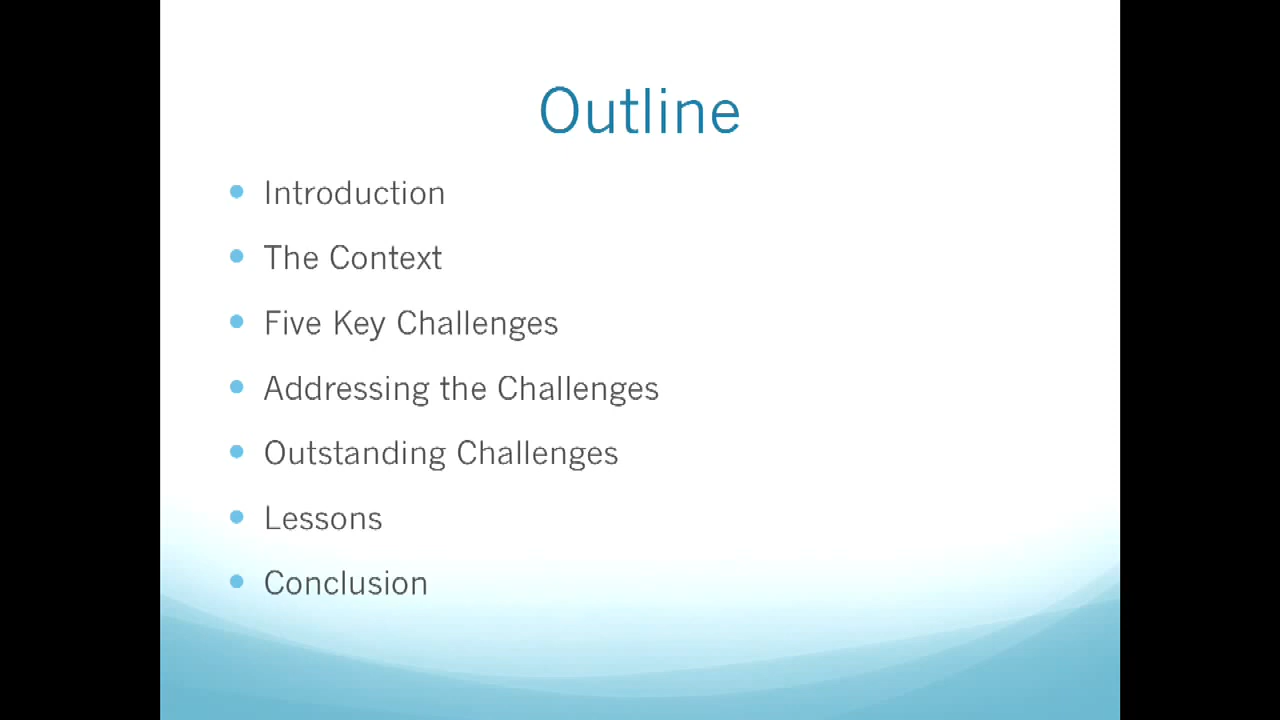 Outline
Introduction
The Context
Five Key Challenges
Addressing the Challenges
Outstanding Challenges
Lessons
Conclusion